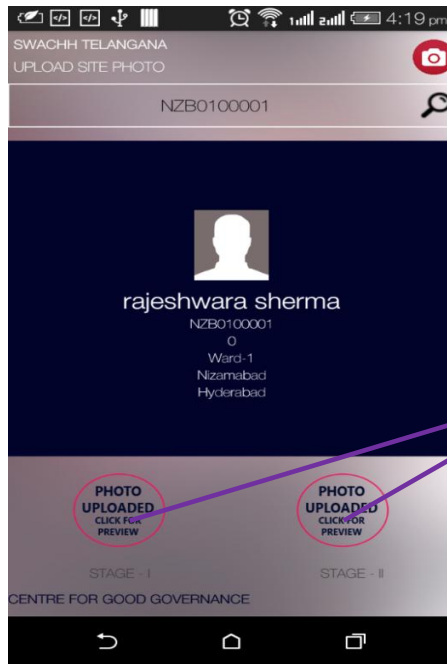 4:19 pm
SWACHH TELANGANA
UPLOAD SITE PHOTO
NZB0100001
rajeshwara sherma
NZB0100001
0
Ward-1
Nizamabad
Hyderabad
PHOTO
UPLOADED
CLICK FOR
PREVIEW
STAGE - I
PHOTO
UPLOADED
CLICK FOR
PREVIEW
STAGE - II
CENTRE FOR GOOD GOVERNANCE